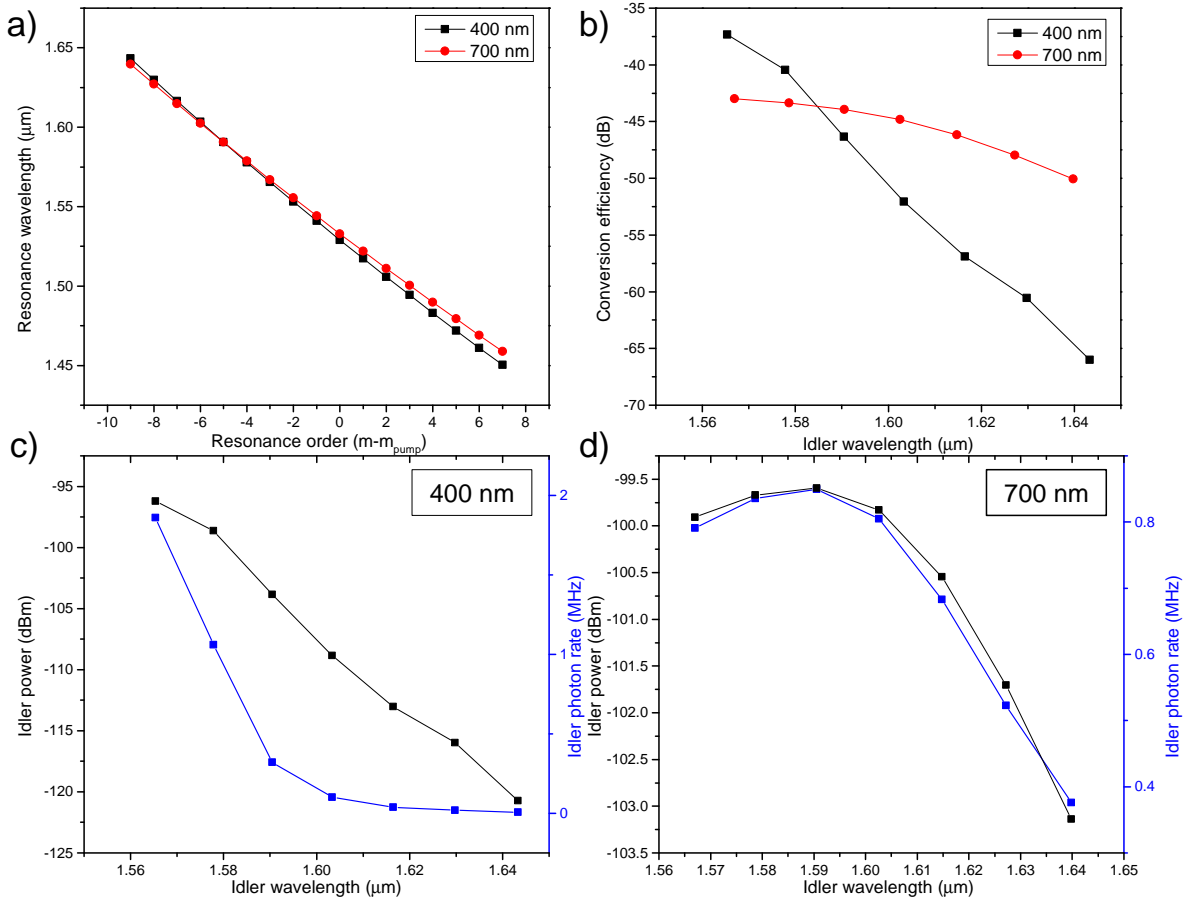 a)
400 nm
700 nm
1.65
1.60
1.55
1.50
1.45
Resonance wavelength (μm)
-10 -8 -6 -4 -2 0 2 4 6 8
Resonance order (m-mpump)
b)
400 nm
700 nm
-35
-40
-45
-50
-55
-60
-65
-70
Conversion efficiency (dB)
1.56 1.58 1.60 1.62 1.64
Idler wavelength (μm)
c)
400 nm
-95
-100
-105
-110
-115
-120
-125
Idler power (dBm)
2
1
0
Idler photon rate (MHz)
1.56 1.58 1.60 1.62 1.64
Idler wavelength (μm)
d)
700 nm
-99.5
-100.0
-100.5
-101.0
-101.5
-102.0
-102.5
-103.0
-103.5
Idler power (dBm)
0.8
0.6
0.4
Idler photon rate (MHz)
1.56 1.57 1.58 1.59 1.60 1.61 1.62 1.63 1.64 1.65
Idler wavelength (μm)